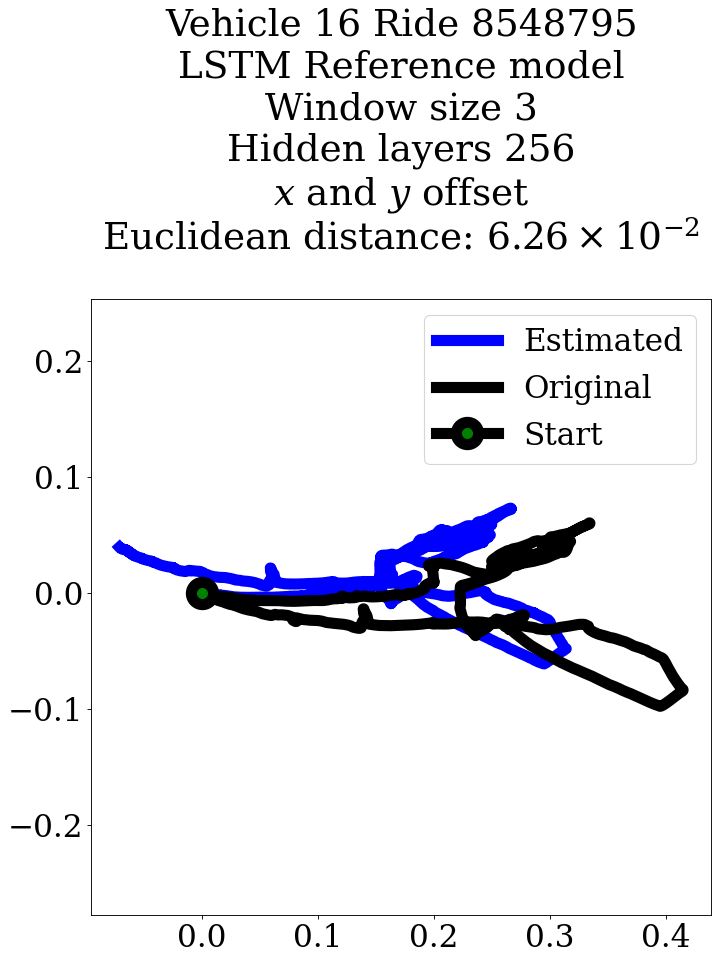 Vehicle 16 Ride 8548795
LSTM Reference model
Window size 3
Hidden layers 256
x and y offset
Euclidean distance: 6.26 × 10⁻²
Estimated
Original
Start
0.2
0.1
0.0
−0.1
−0.2
0.0 0.1 0.2 0.3 0.4